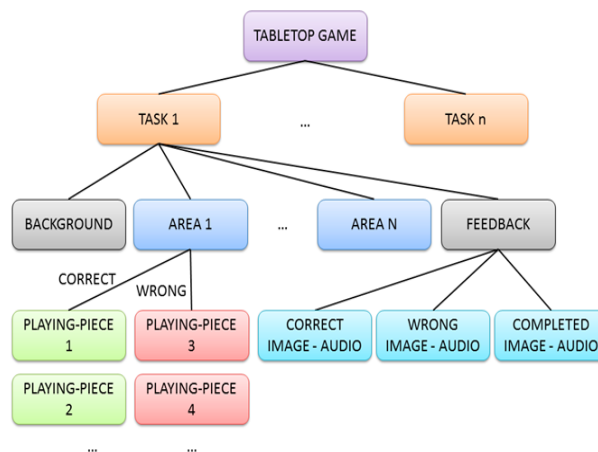 TABLETOP GAME
TASK 1
...
TASK n
BACKGROUND
AREA 1
...
AREA N
FEEDBACK
CORRECT
WRONG
PLAYING-PIECE
1
PLAYING-PIECE
3
CORRECT
IMAGE - AUDIO
WRONG
IMAGE - AUDIO
COMPLETED
IMAGE - AUDIO
PLAYING-PIECE
2
PLAYING-PIECE
4
...
...